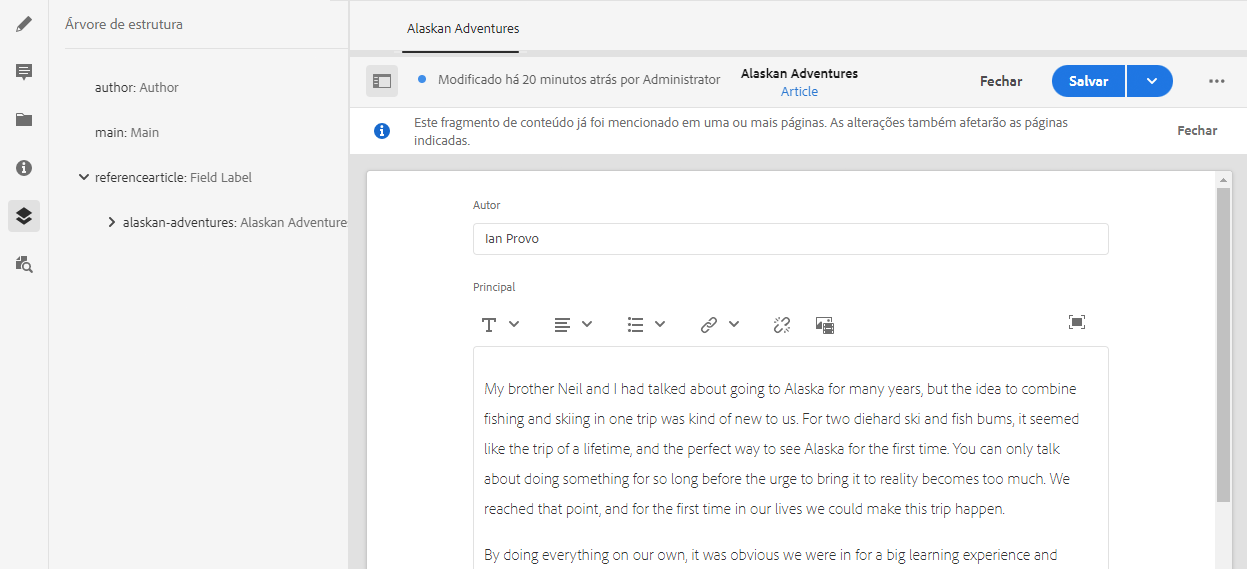 Árvore de estrutura
author: Author
main: Main
referencearticle: Field Label
alaskan-adventures: Alaskan Adventure
Alaskan Adventures
Modificado há 20 minutos atrás por Administrator
Alaskan Adventures
Article
Fechar
Salvar
Este fragmento de conteúdo já foi mencionado em uma ou mais páginas. As alterações também afetarão as páginas
indicadas.
Fechar
Autor
Ian Provo
Principal
My brother Neil and I had talked about going to Alaska for many years, but the idea to combine
fishing and skiing in one trip was kind of new to us. For two diehard ski and fish bums, it seemed
like the trip of a lifetime, and the perfect way to see Alaska for the first time. You can only talk
about doing something for so long before the urge to bring it to reality becomes too much. We
reached that point, and for the first time in our lives we could make this trip happen.
By doing everything on our own, it was obvious we were in for a big learning experience and